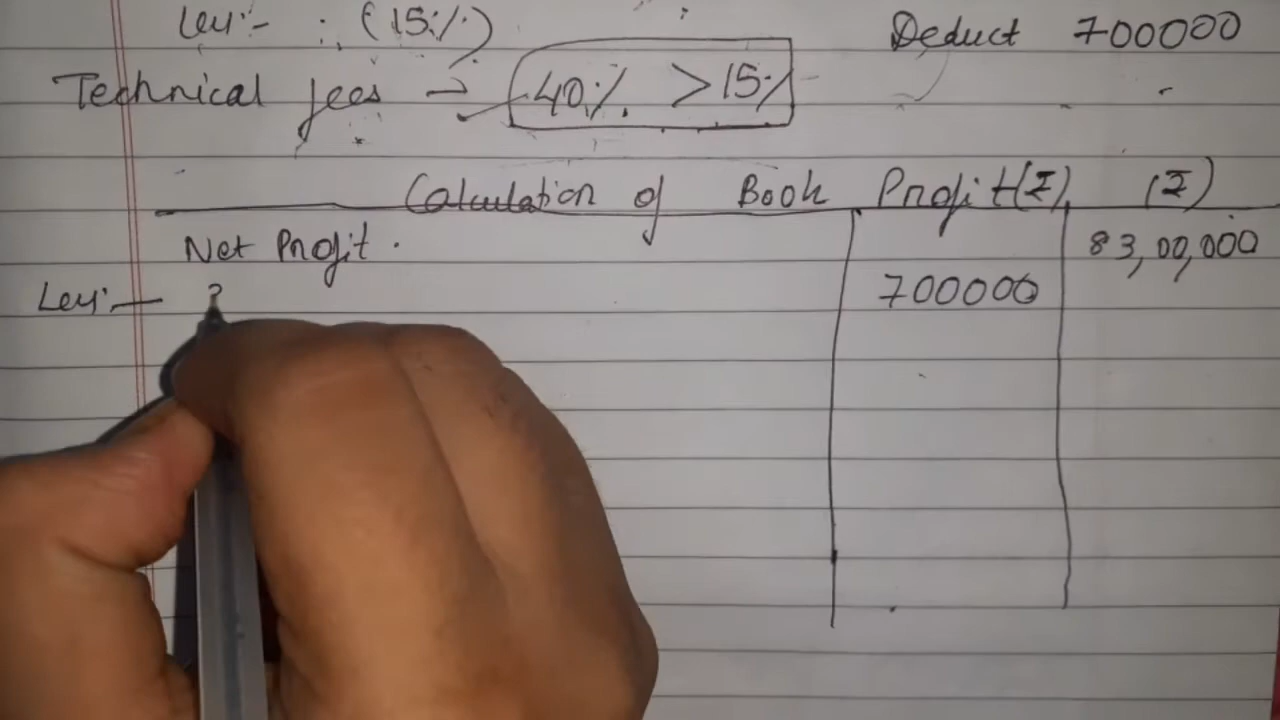 Less:- (15%) Deduct 700000
Technical fees → 40% > 15%
Calculation of Book Profit(₹) (₹)
Net Profit. 83,00,000
Less:— 700000